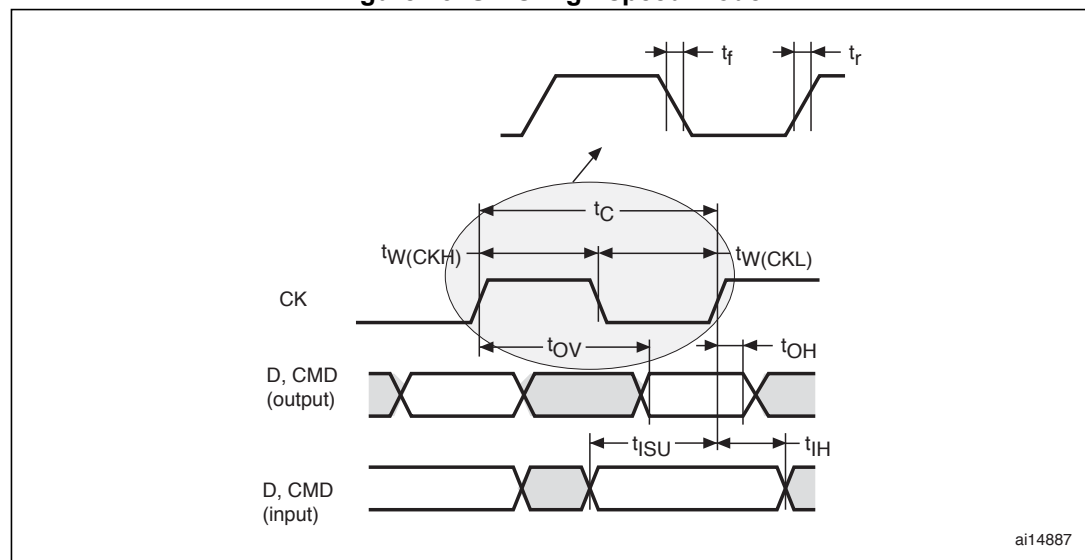 tf
tr
tC
tW(CKH)
tW(CKL)
CK
tOV
tOH
D, CMD
(output)
tISU
tIH
D, CMD
(input)
ai14887